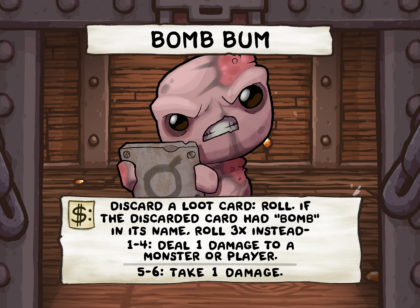 BOMB BUM
$: DISCARD A LOOT CARD: ROLL. IF
THE DISCARDED CARD HAD "BOMB"
IN ITS NAME, ROLL 3X INSTEAD-
1-4: DEAL 1 DAMAGE TO A
MONSTER OR PLAYER.
5-6: TAKE 1 DAMAGE.